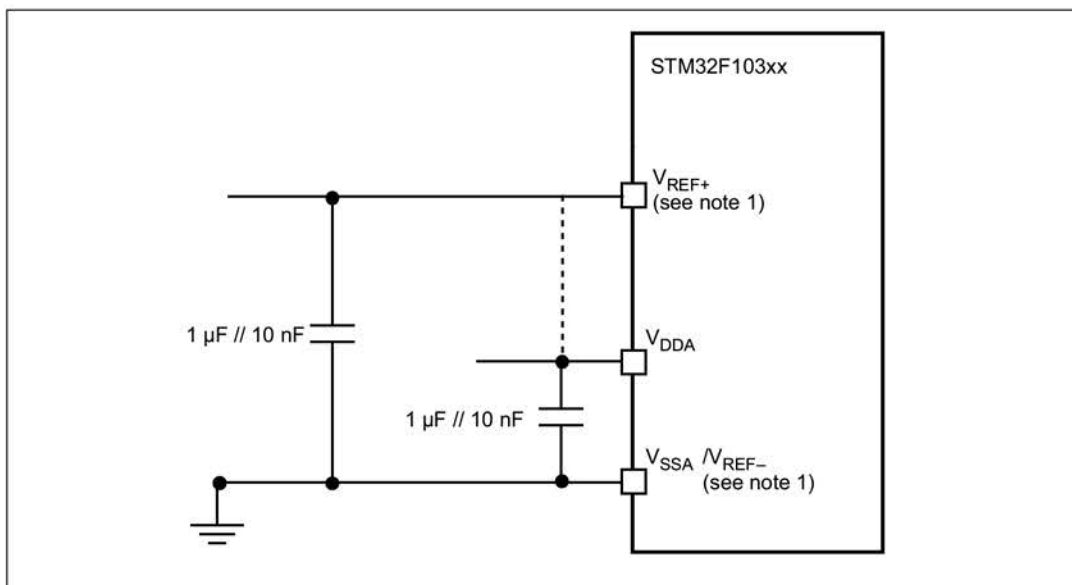 STM32F103xx
VREF+
(see note 1)
1 µF // 10 nF
VDDA
1 µF // 10 nF
VSSA /VREF–
(see note 1)